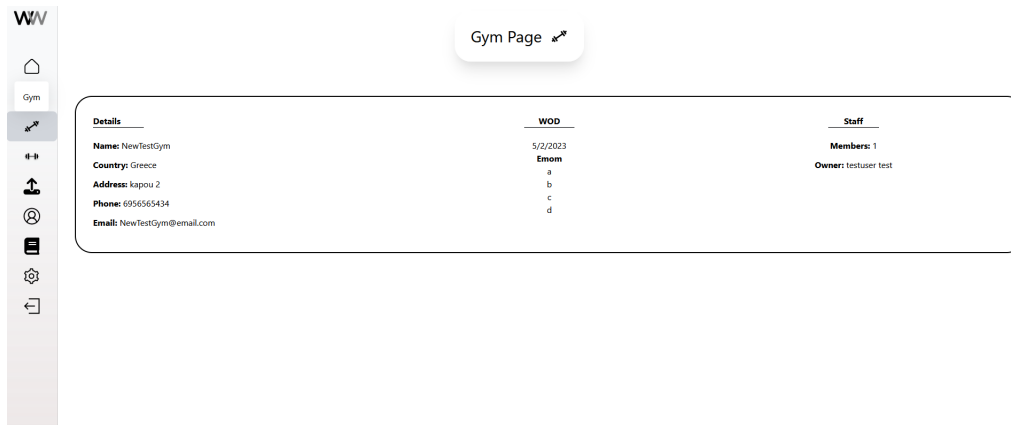 WW
Gym Page
Gym
Details
Name: NewTestGym
Country: Greece
Address: kapou 2
Phone: 6956565434
Email: NewTestGym@email.com
WOD
5/2/2023
Emom
a
b
c
d
Staff
Members: 1
Owner: testuser test